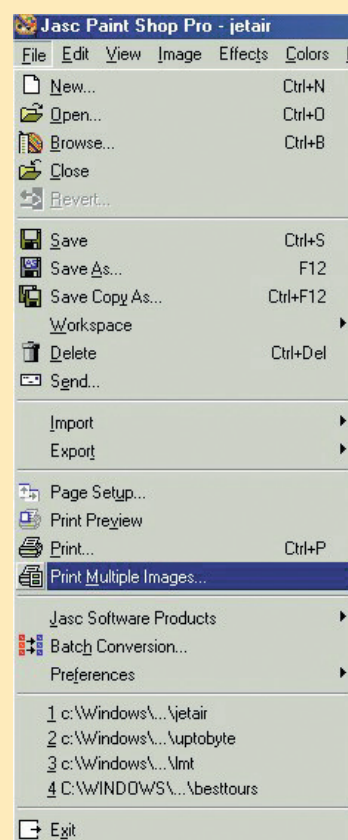 Jasc Paint Shop Pro - jetair
File Edit View Image Effects Colors
New... Ctrl+N
Open... Ctrl+O
Browse... Ctrl+B
Close
Revert...
Save Ctrl+S
Save As... F12
Save Copy As... Ctrl+F12
Workspace
Delete Ctrl+Del
Send...
Import
Export
Page Setup...
Print Preview
Print... Ctrl+P
Print Multiple Images...
Jasc Software Products
Batch Conversion...
Preferences
1 c:\Windows\...\jetair
2 c:\Windows\...\uptobyte
3 c:\Windows\...\lmt
4 C:\WINDOWS\...\besttours
Exit